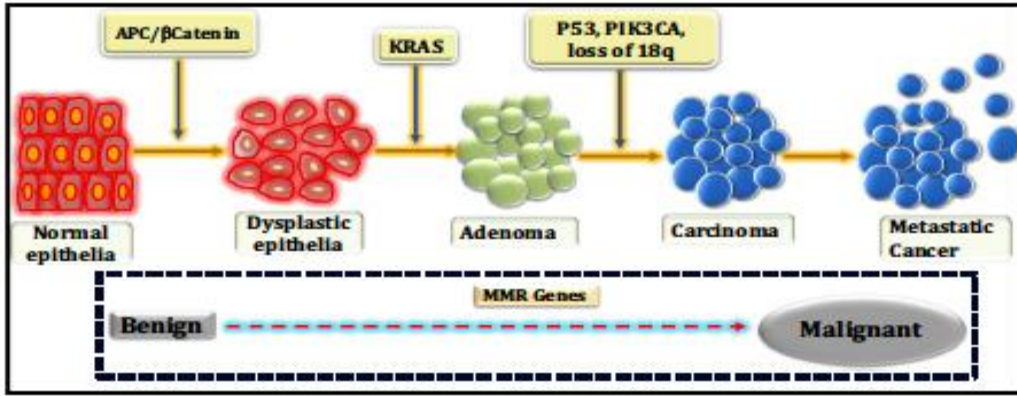 APC/βCatenin
KRAS
P53, PIK3CA,
loss of 18q
Normal
epithelia
Dysplastic
epithelia
Adenoma
Carcinoma
Metastatic
Cancer
MMR Genes
Benign
Malignant